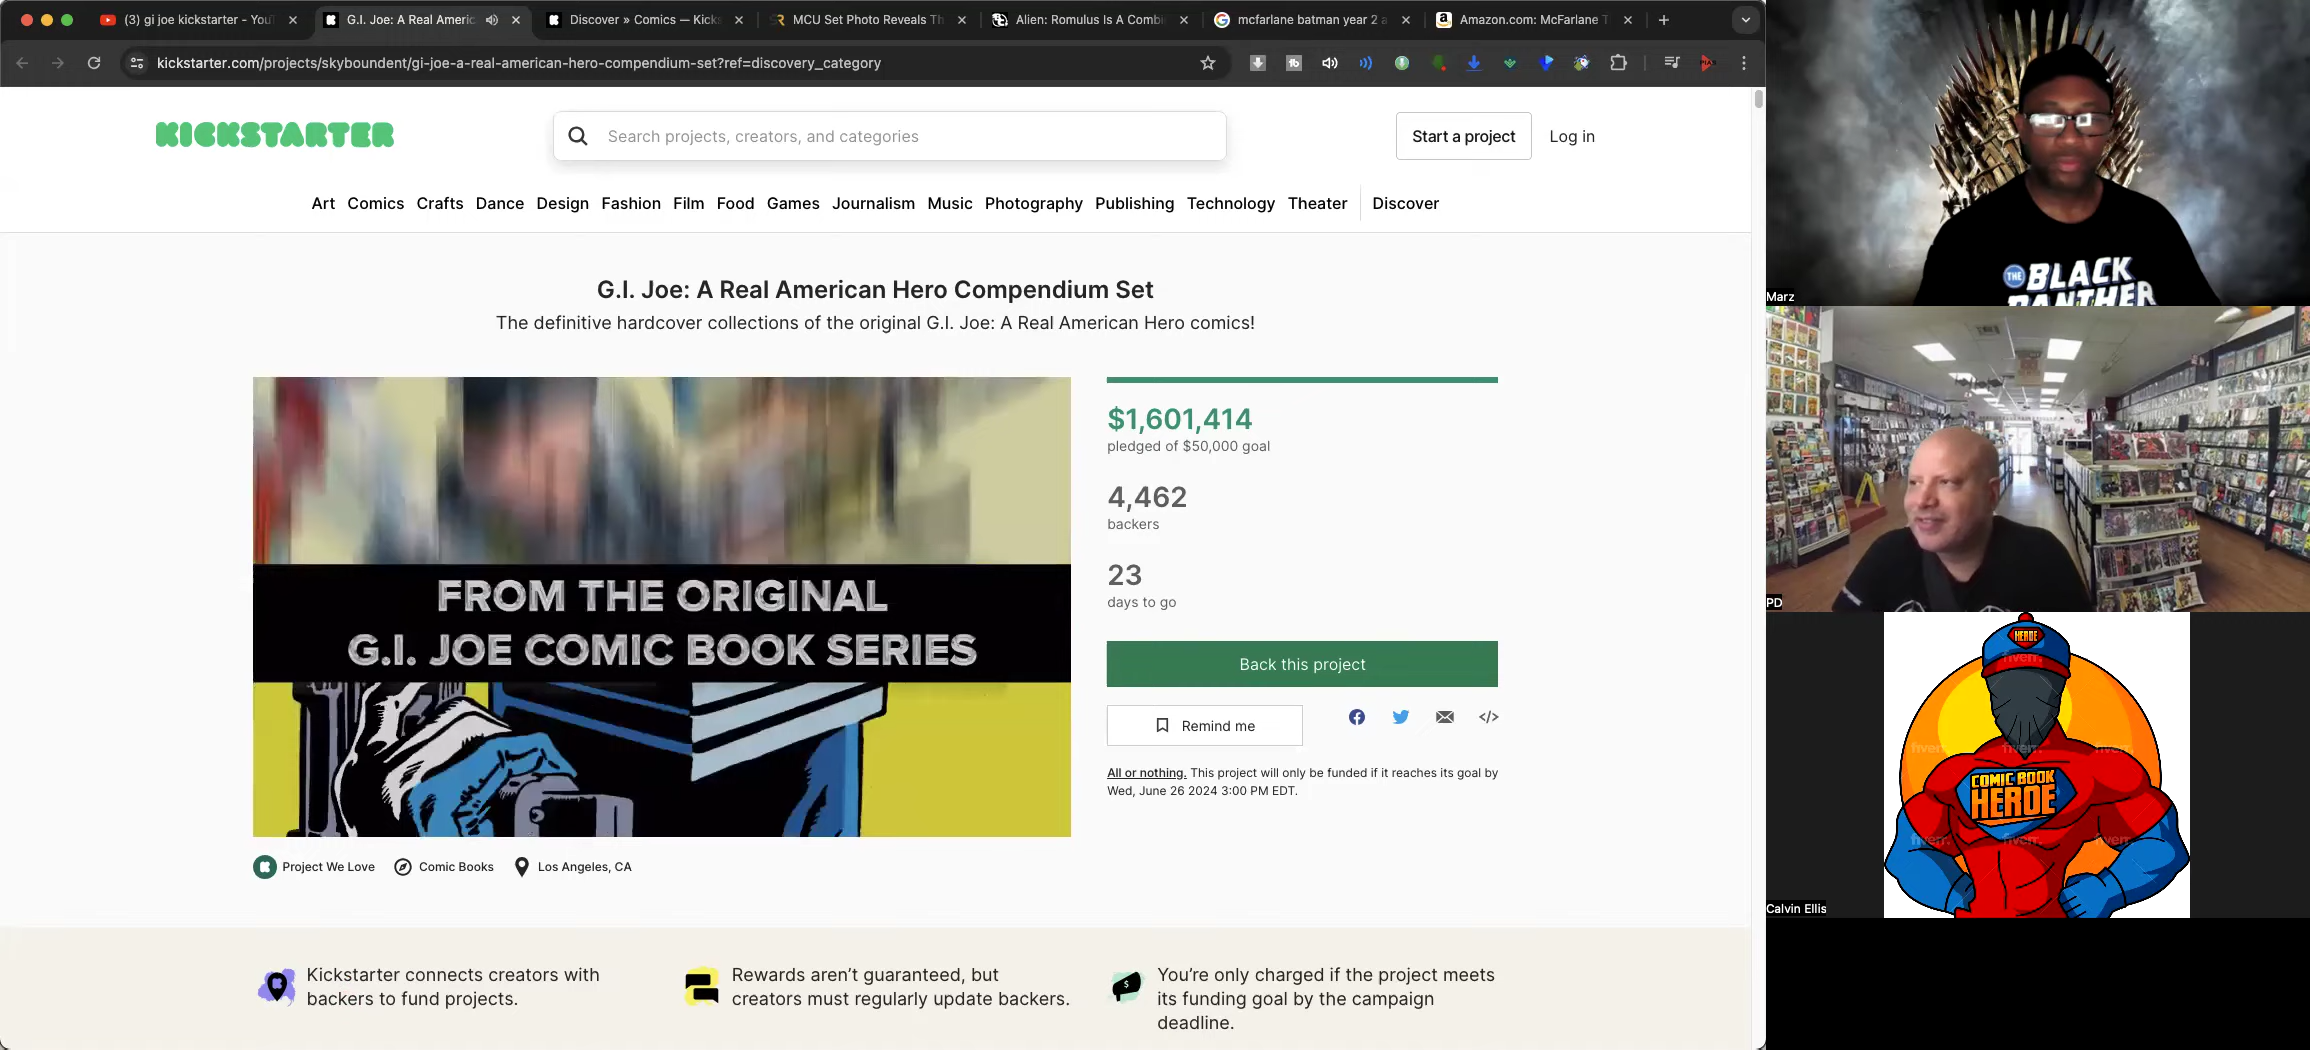 (3) gi joe kickstarter - You
G.I. Joe: A Real Americ
Discover » Comics — Kicks
MCU Set Photo Reveals Th
Alien: Romulus Is A Combi
mcfarlane batman year 2 a
Amazon.com: McFarlane T
kickstarter.com/projects/skyboundent/gi-joe-a-real-american-hero-compendium-set?ref=discovery_category
KICKSTARTER
Search projects, creators, and categories
Start a project
Log in
Art Comics Crafts Dance Design Fashion Film Food Games Journalism Music Photography Publishing Technology Theater Discover
G.I. Joe: A Real American Hero Compendium Set
The definitive hardcover collections of the original G.I. Joe: A Real American Hero comics!
FROM THE ORIGINAL
G.I. JOE COMIC BOOK SERIES
$1,601,414
pledged of $50,000 goal
4,462
backers
23
days to go
Back this project
Remind me
All or nothing. This project will only be funded if it reaches its goal by
Wed, June 26 2024 3:00 PM EDT.
Project We Love
Comic Books
Los Angeles, CA
Kickstarter connects creators with
backers to fund projects.
Rewards aren’t guaranteed, but
creators must regularly update backers.
You’re only charged if the project meets
its funding goal by the campaign
deadline.
THE BLACK
PANTHER
Marz
PD
HEROE
fiverr.
fiverr.
fiverr.
fiverr.
COMIC BOOK
HEROE
fiverr.
fiverr.
fiverr.
Calvin Ellis